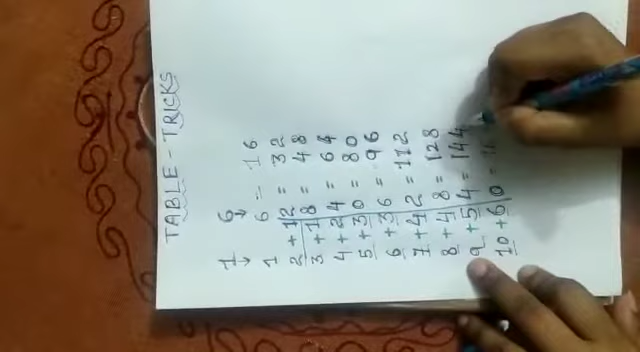 TABLE - TRICKS
1 6
↓ ↓
1 6 = 16
2 + 1 2 = 32
3 + 1 8 = 48
4 + 2 4 = 64
5 + 3 0 = 80
6 + 3 6 = 96
7 + 4 2 = 112
8 + 4 8 = 128
9 + 5 4 = 144
10 + 6 0 =